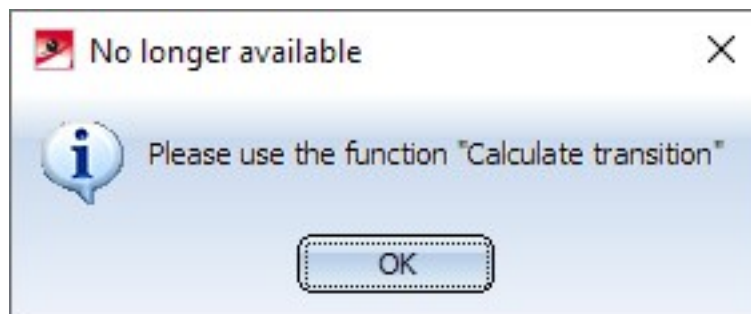 No longer available
Please use the function "Calculate transition"
OK